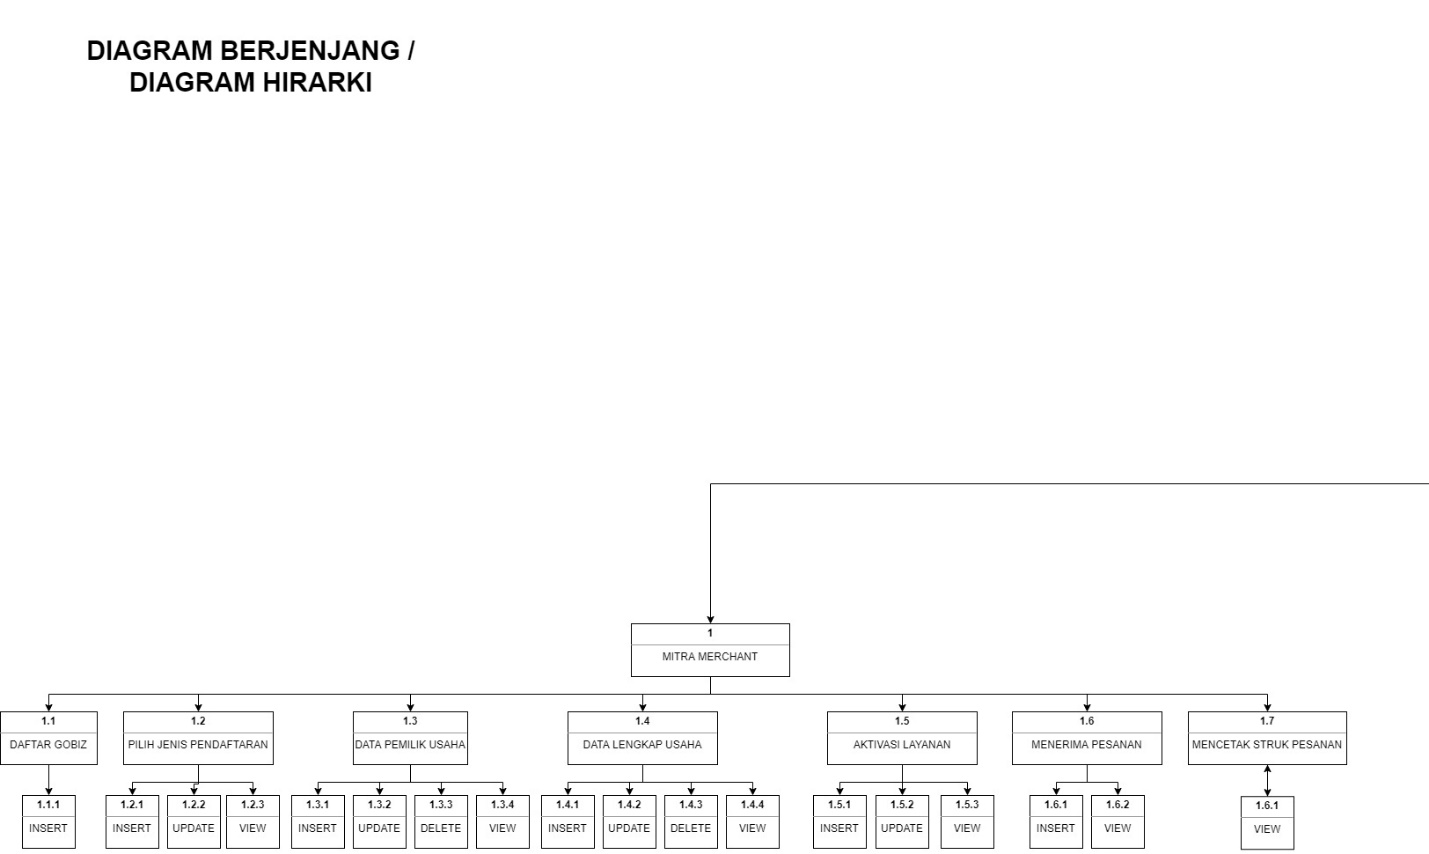 DIAGRAM BERJENJANG /
DIAGRAM HIRARKI
1
MITRA MERCHANT
1.1
DAFTAR GOBIZ
1.2
PILIH JENIS PENDAFTARAN
1.3
DATA PEMILIK USAHA
1.4
DATA LENGKAP USAHA
1.5
AKTIVASI LAYANAN
1.6
MENERIMA PESANAN
1.7
MENCETAK STRUK PESANAN
1.1.1
INSERT
1.2.1
INSERT
1.2.2
UPDATE
1.2.3
VIEW
1.3.1
INSERT
1.3.2
UPDATE
1.3.3
DELETE
1.3.4
VIEW
1.4.1
INSERT
1.4.2
UPDATE
1.4.3
DELETE
1.4.4
VIEW
1.5.1
INSERT
1.5.2
UPDATE
1.5.3
VIEW
1.6.1
INSERT
1.6.2
VIEW
1.6.1
VIEW